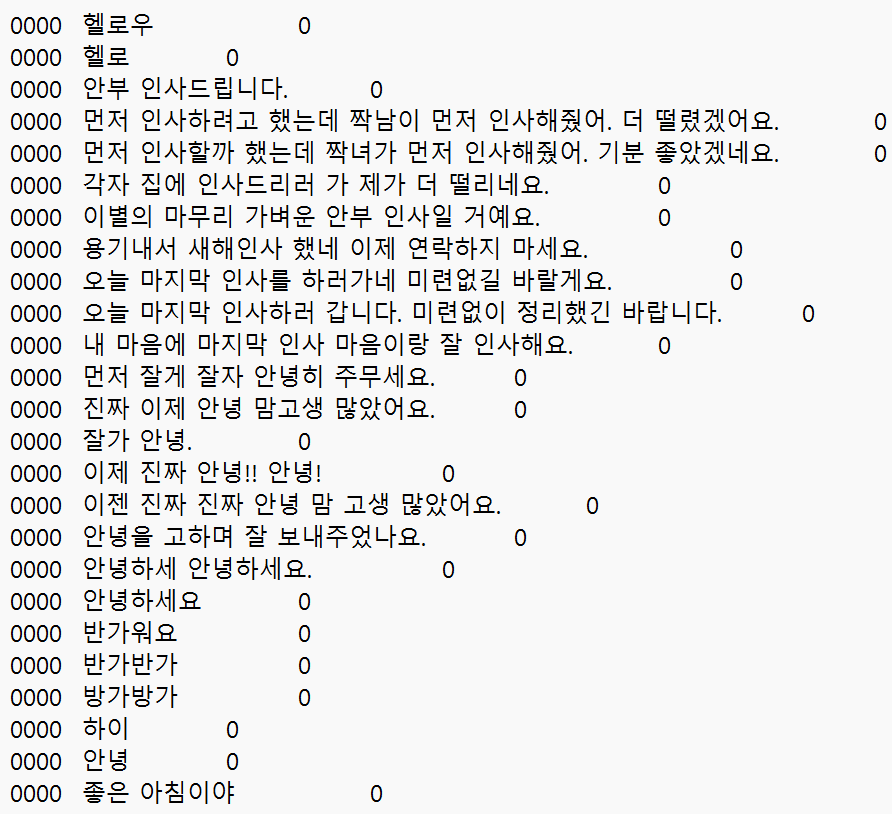 0000 헬로우 0
0000 헬로 0
0000 안부 인사드립니다. 0
0000 먼저 인사하려고 했는데 짝남이 먼저 인사해줬어. 더 떨렸겠어요. 0
0000 먼저 인사할까 했는데 짝녀가 먼저 인사해줬어. 기분 좋았겠네요. 0
0000 각자 집에 인사드리러 가 제가 더 떨리네요. 0
0000 이별의 마무리 가벼운 안부 인사일 거예요. 0
0000 용기내서 새해인사 했네 이제 연락하지 마세요. 0
0000 오늘 마지막 인사를 하러가네 미련없길 바랄게요. 0
0000 오늘 마지막 인사하러 갑니다. 미련없이 정리했긴 바랍니다. 0
0000 내 마음에 마지막 인사 마음이랑 잘 인사해요. 0
0000 먼저 잘게 잘자 안녕히 주무세요. 0
0000 진짜 이제 안녕 맘고생 많았어요. 0
0000 잘가 안녕. 0
0000 이제 진짜 안녕!! 안녕! 0
0000 이젠 진짜 진짜 안녕 맘 고생 많았어요. 0
0000 안녕을 고하며 잘 보내주었나요. 0
0000 안녕하세 안녕하세요. 0
0000 안녕하세요 0
0000 반가워요 0
0000 반가반가 0
0000 방가방가 0
0000 하이 0
0000 안녕 0
0000 좋은 아침이야 0